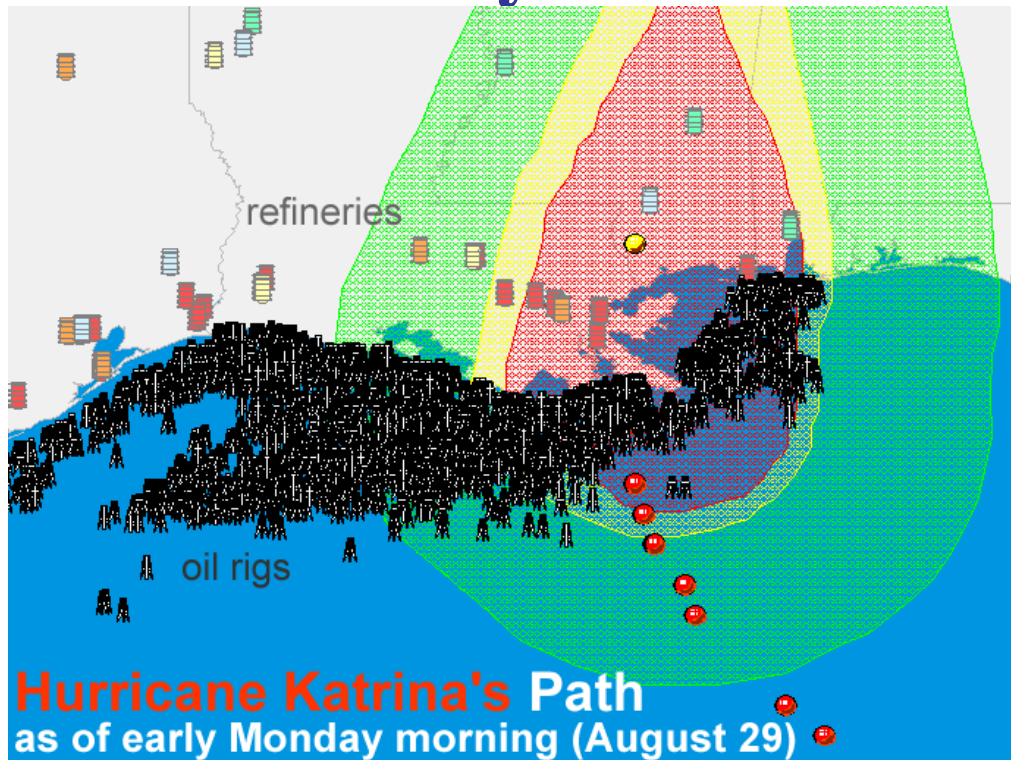 refineries
oil rigs
Hurricane Katrina's Path
as of early Monday morning (August 29)